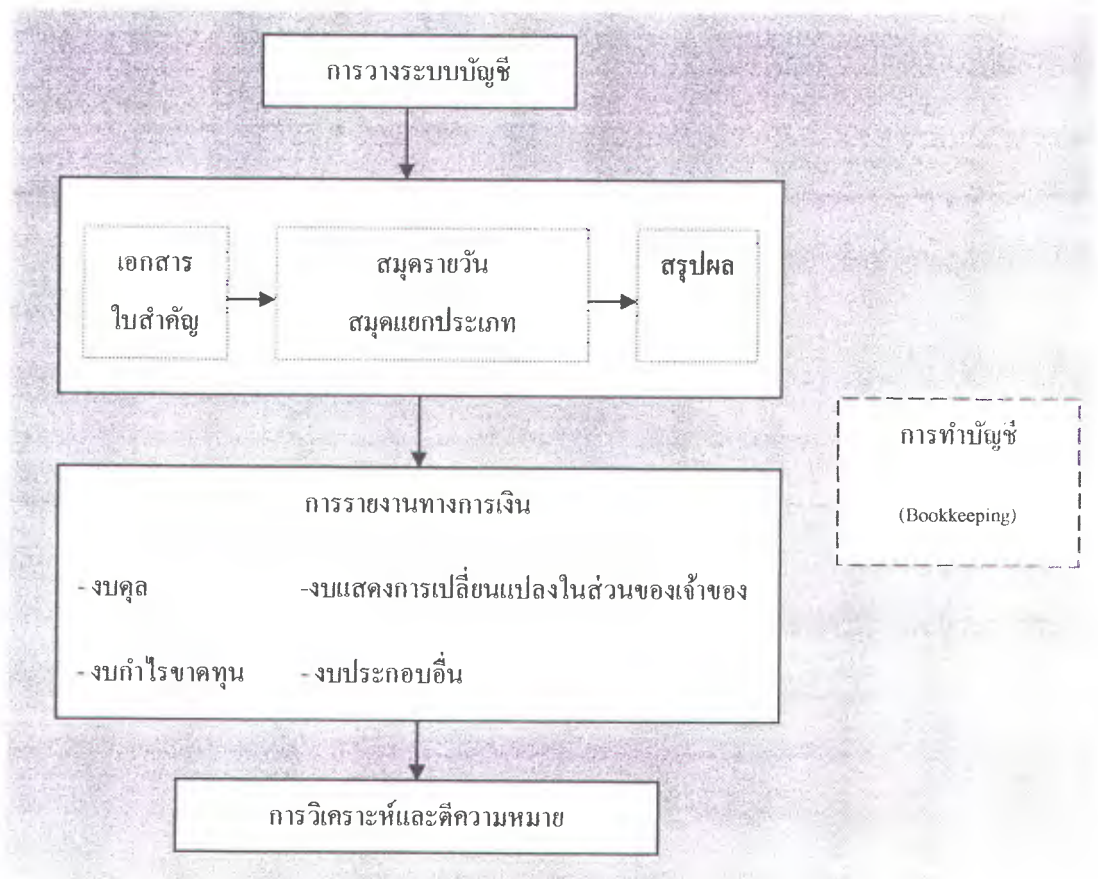 การวางระบบบัญชี
เอกสาร
ใบสำคัญ
สมุดรายวัน
สมุดแยกประเภท
สรุปผล
การทำบัญชี
(Bookkeeping)
การรายงานทางการเงิน
- งบดุล -งบแสดงการเปลี่ยนแปลงในส่วนของเจ้าของ
- งบกำไรขาดทุน - งบประกอบอื่น
การวิเคราะห์และตีความหมาย